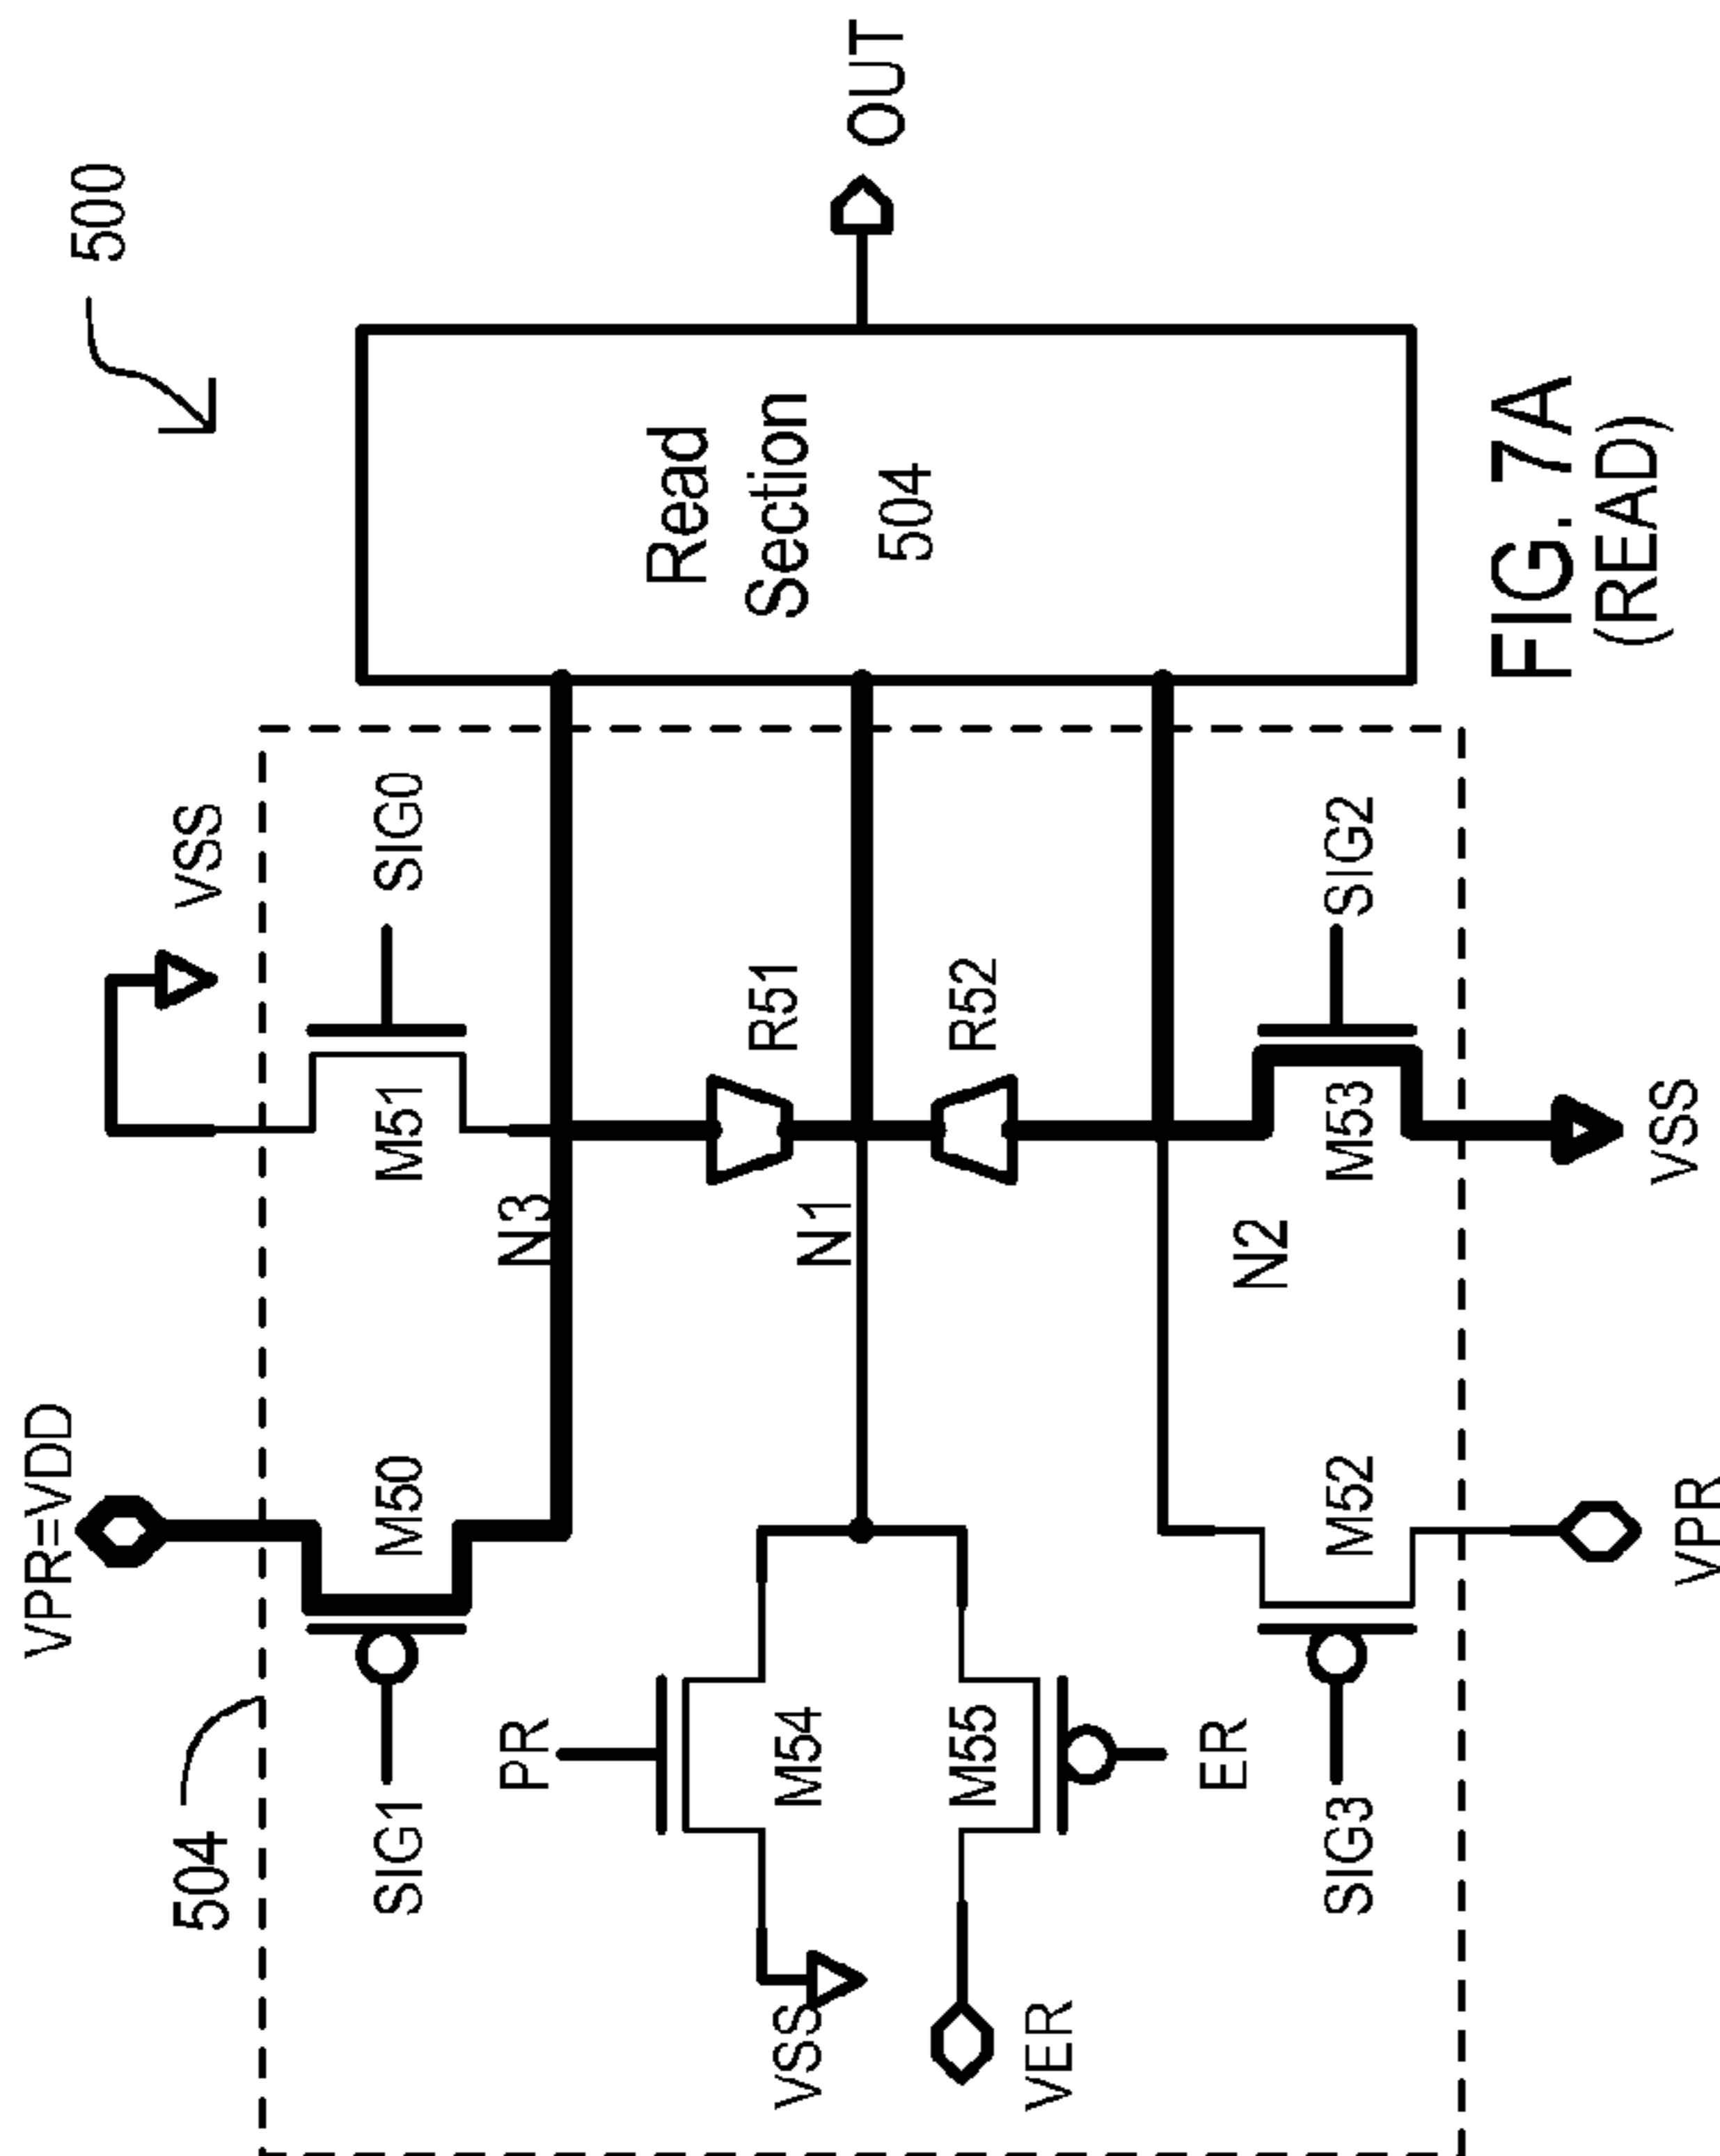 500
VPR=VDD
VSS
504
SIG1
M50
M51
SIG0
N3
PR
M54
VSS
N1
R51
Read
Section
504
OUT
M55
VER
ER
R52
N2
SIG3
M52
M53
SIG2
VPR
VSS
FIG. 7A
(READ)